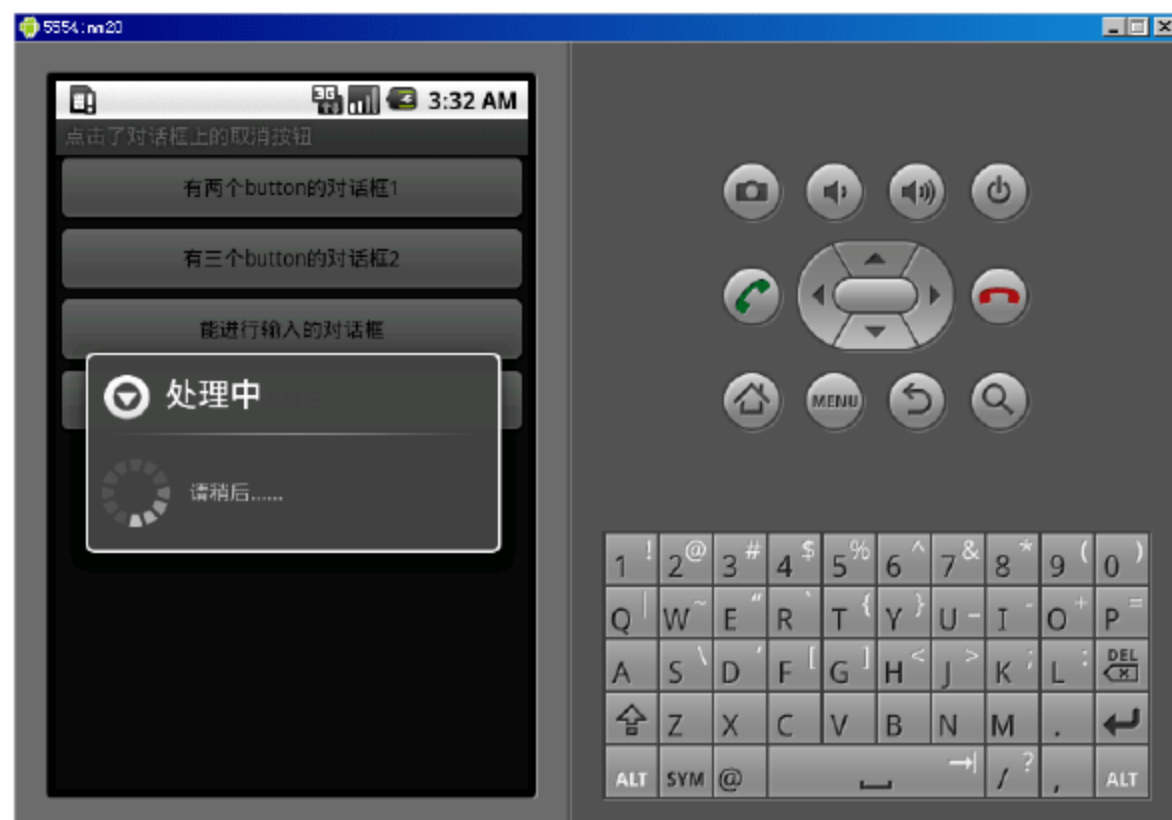 5554:nm20
3G
3:32 AM
点击了对话框上的取消按钮
有两个button的对话框1
有三个button的对话框2
能进行输入的对话框
处理中
请稍后......
MENU
1 ! 2 @ 3 # 4 $ 5 % 6 ^ 7 & 8 * 9 ( 0 )
Q | W ~ E " R ` T { Y } U _ I - O + P =
A S \ D ' F [ G ] H < J > K ; L : DEL
Z X C V B N M .
ALT SYM @ / ? , ALT